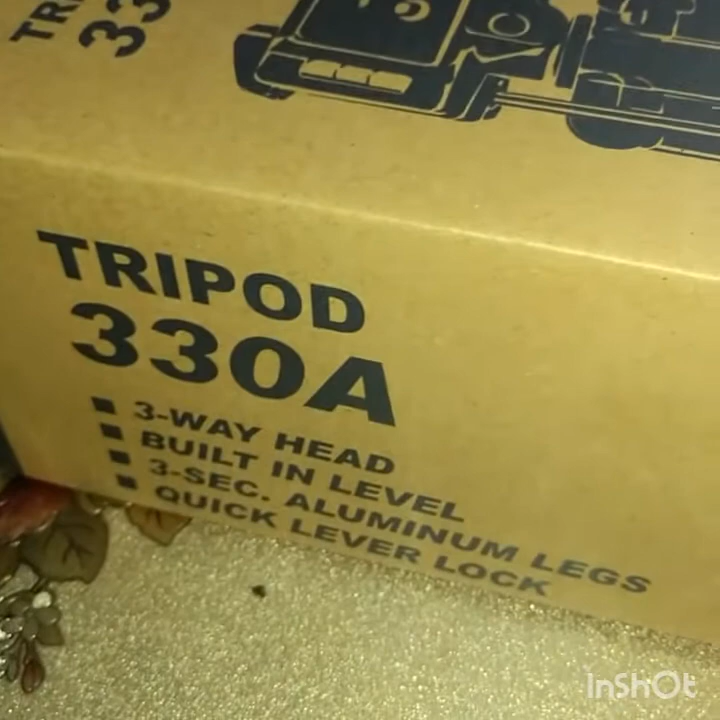 TRIPOD
330A
■ 3-WAY HEAD
■ BUILT IN LEVEL
■ 3-SEC. ALUMINUM LEGS
■ QUICK LEVER LOCK
InShOt